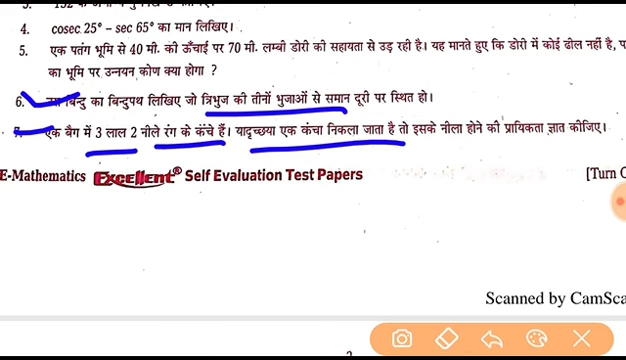 4. cosec 25° – sec 65° का मान लिखिए।
5. एक पतंग भूमि से 40 मी. की ऊँचाई पर 70 मी. लम्बी डोरी की सहायता से उड़ रही है। यह मानते हुए कि डोरी में कोई ढील नहीं है,
का भूमि पर उन्नयन कोण क्या होगा ?
6. बिन्दु का बिन्दुपथ लिखिए जो त्रिभुज की तीनों भुजाओं से समान दूरी पर स्थित हो।
7. एक बैग में 3 लाल 2 नीले रंग के कंचे हैं। यादृच्छया एक कंचा निकला जाता है तो इसके नीला होने की प्रायिकता ज्ञात कीजिए।
E-Mathematics Excellent® Self Evaluation Test Papers [Turn
Scanned by CamSca